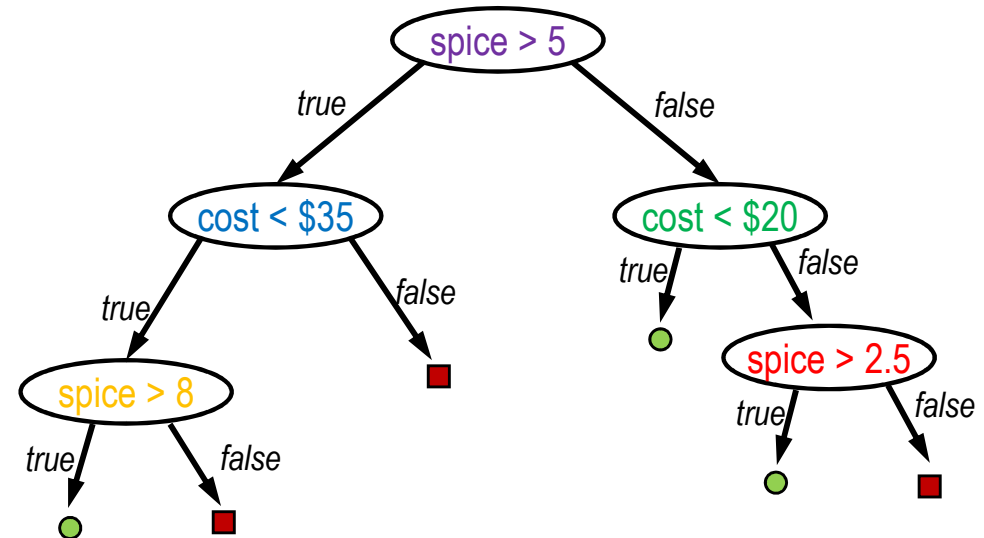 spice > 5
true
false
cost < $35
cost < $20
true
false
true
false
spice > 8
spice > 2.5
true
false
true
false